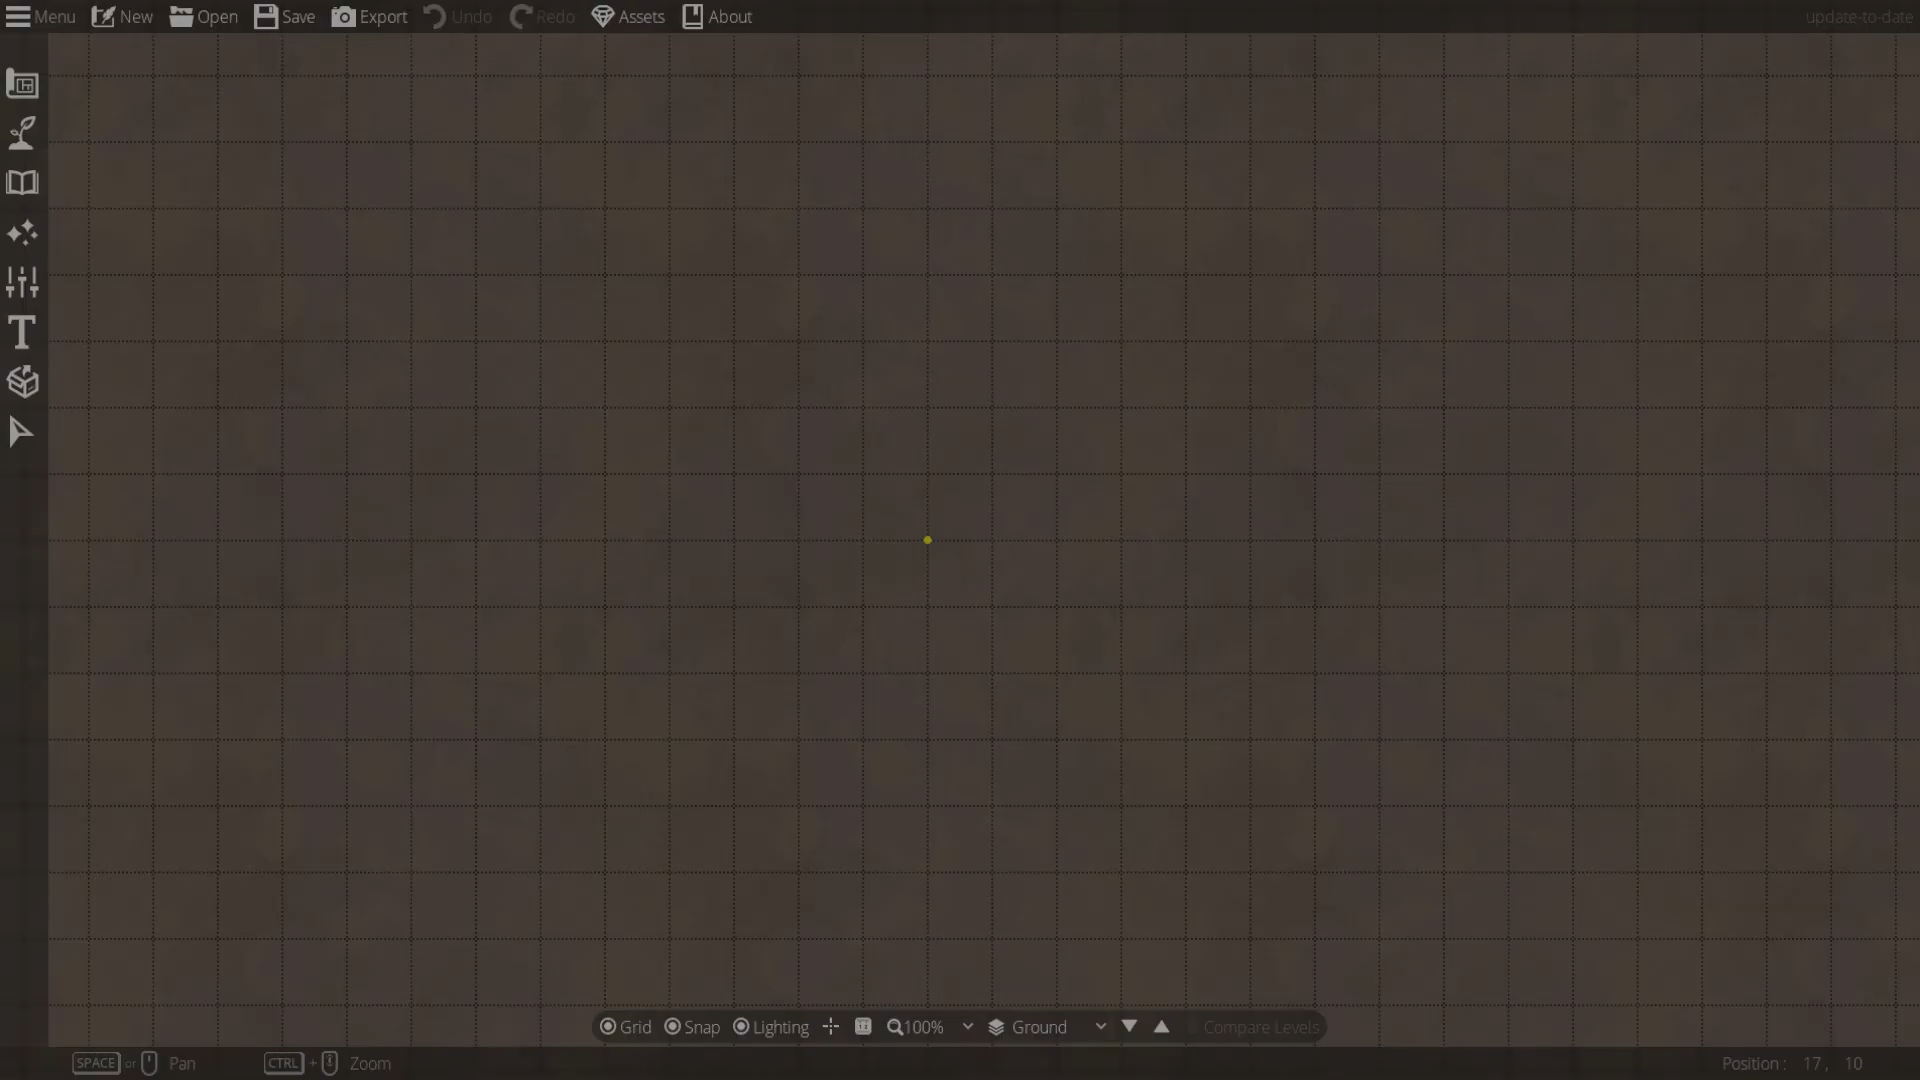 Menu New Open Save Export Undo Redo Assets About update-to-date
Grid Snap Lighting 100% Ground Compare Levels
SPACE or Pan CTRL + Zoom Position : 17 , 10